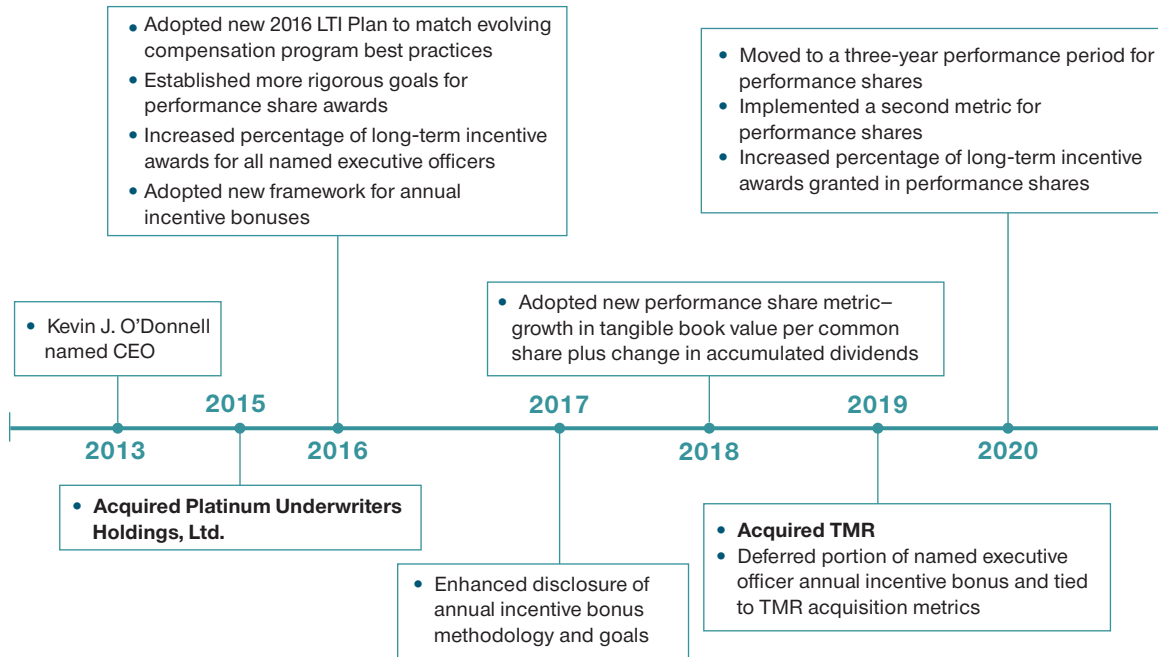 • Adopted new 2016 LTI Plan to match evolving
compensation program best practices
• Established more rigorous goals for
performance share awards
• Increased percentage of long-term incentive
awards for all named executive officers
• Adopted new framework for annual
incentive bonuses
• Moved to a three-year performance period for
performance shares
• Implemented a second metric for
performance shares
• Increased percentage of long-term incentive
awards granted in performance shares
• Kevin J. O’Donnell
named CEO
• Adopted new performance share metric–
growth in tangible book value per common
share plus change in accumulated dividends
2015
2017
2019
2013
2016
2018
2020
• Acquired Platinum Underwriters
Holdings, Ltd.
• Enhanced disclosure of
annual incentive bonus
methodology and goals
• Acquired TMR
• Deferred portion of named executive
officer annual incentive bonus and tied
to TMR acquisition metrics